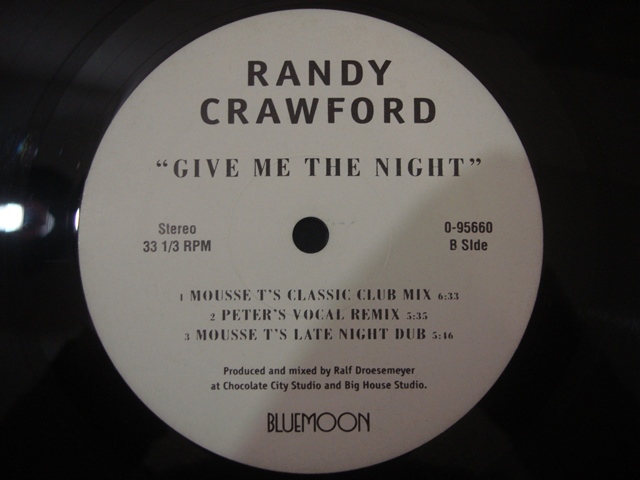 RANDY
CRAWFORD
“GIVE ME THE NIGHT”
Stereo
33 1/3 RPM
0-95660
B SIde
1 MOUSSE T'S CLASSIC CLUB MIX 6:33
2 PETER'S VOCAL REMIX 5:35
3 MOUSSE T'S LATE NIGHT DUB 5:46
Produced and mixed by Ralf Droesemeyer
at Chocolate City Studio and Big House Studio.
BLUEMOON